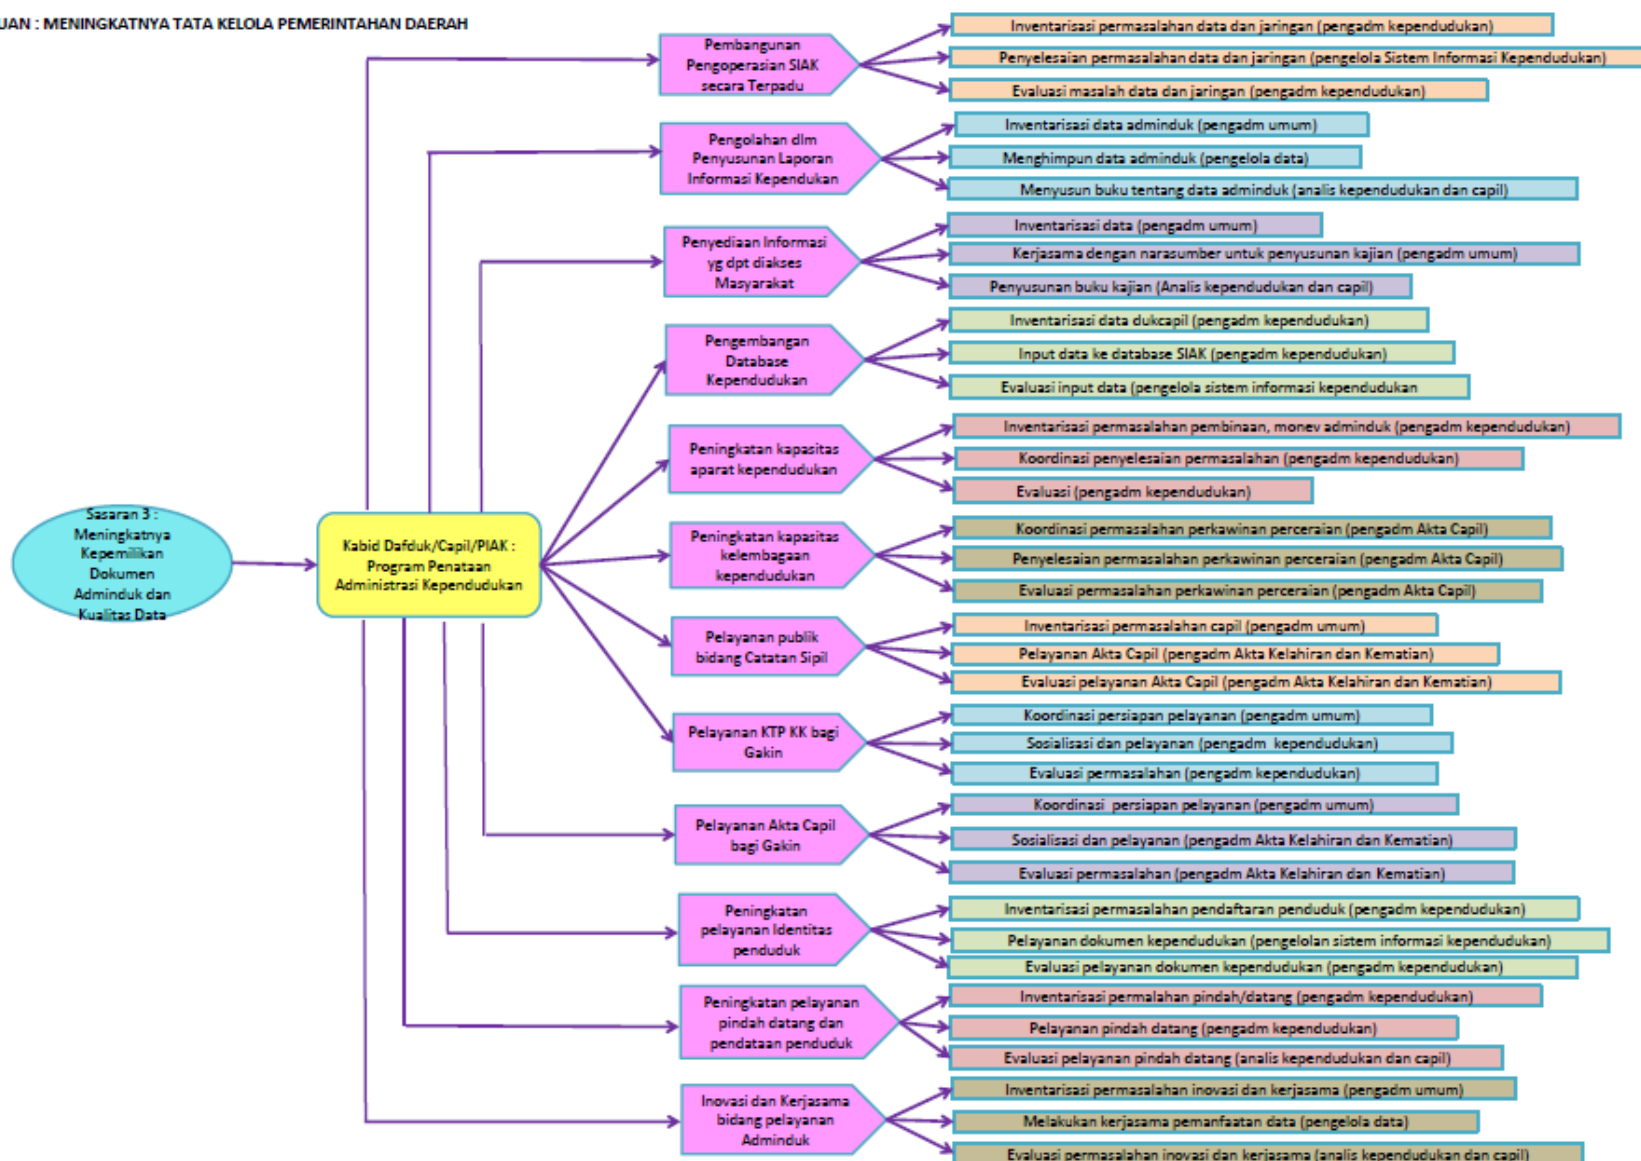 UAN : MENINGKATNYA TATA KELOLA PEMERINTAHAN DAERAH
Sasaran 3 :
Meningkatnya
Kepemilikan
Dokumen
Adminduk dan
Kualitas Data
Kabid Dafduk/Capil/PIAK :
Program Penataan
Administrasi Kependudukan
Pembangunan
Pengoperasian SIAK
secara Terpadu
Inventarisasi permasalahan data dan jaringan (pengadm kependudukan)
Penyelesaian permasalahan data dan jaringan (pengelola Sistem Informasi Kependudukan)
Evaluasi masalah data dan jaringan (pengadm kependudukan)
Pengolahan dlm
Penyusunan Laporan
Informasi Kependukan
Inventarisasi data adminduk (pengadm umum)
Menghimpun data adminduk (pengelola data)
Menyusun buku tentang data adminduk (analis kependudukan dan capil)
Penyediaan Informasi
yg dpt diakses
Masyarakat
Inventarisasi data (pengadm umum)
Kerjasama dengan narasumber untuk penyusunan kajian (pengadm umum)
Penyusunan buku kajian (Analis kependudukan dan capil)
Pengembangan
Database
Kependudukan
Inventarisasi data dukcapil (pengadm kependudukan)
Input data ke database SIAK (pengadm kependudukan)
Evaluasi input data (pengelola sistem informasi kependudukan
Peningkatan kapasitas
aparat kependudukan
Inventarisasi permasalahan pembinaan, monev adminduk (pengadm kependudukan)
Koordinasi penyelesaian permasalahan (pengadm kependudukan)
Evaluasi (pengadm kependudukan)
Peningkatan kapasitas
kelembagaan
kependudukan
Koordinasi permasalahan perkawinan perceraian (pengadm Akta Capil)
Penyelesaian permasalahan perkawinan perceraian (pengadm Akta Capil)
Evaluasi permasalahan perkawinan perceraian (pengadm Akta Capil)
Pelayanan publik
bidang Catatan Sipil
Inventarisasi permasalahan capil (pengadm umum)
Pelayanan Akta Capil (pengadm Akta Kelahiran dan Kematian)
Evaluasi pelayanan Akta Capil (pengadm Akta Kelahiran dan Kematian)
Pelayanan KTP KK bagi
Gakin
Koordinasi persiapan pelayanan (pengadm umum)
Sosialisasi dan pelayanan (pengadm kependudukan)
Evaluasi permasalahan (pengadm kependudukan)
Pelayanan Akta Capil
bagi Gakin
Koordinasi persiapan pelayanan (pengadm umum)
Sosialisasi dan pelayanan (pengadm Akta Kelahiran dan Kematian)
Evaluasi permasalahan (pengadm Akta Kelahiran dan Kematian)
Peningkatan
pelayanan Identitas
penduduk
Inventarisasi permasalahan pendaftaran penduduk (pengadm kependudukan)
Pelayanan dokumen kependudukan (pengelolan sistem informasi kependudukan)
Evaluasi pelayanan dokumen kependudukan (pengadm kependudukan)
Peningkatan pelayanan
pindah datang dan
pendataan penduduk
Inventarisasi permalahan pindah/datang (pengadm kependudukan)
Pelayanan pindah datang (pengadm kependudukan)
Evaluasi pelayanan pindah datang (analis kependudukan dan capil)
Inovasi dan Kerjasama
bidang pelayanan
Adminduk
Inventarisasi permasalahan inovasi dan kerjasama (pengadm umum)
Melakukan kerjasama pemanfaatan data (pengelola data)
Evaluasi permasalahan inovasi dan kerjasama (analis kependudukan dan capil)